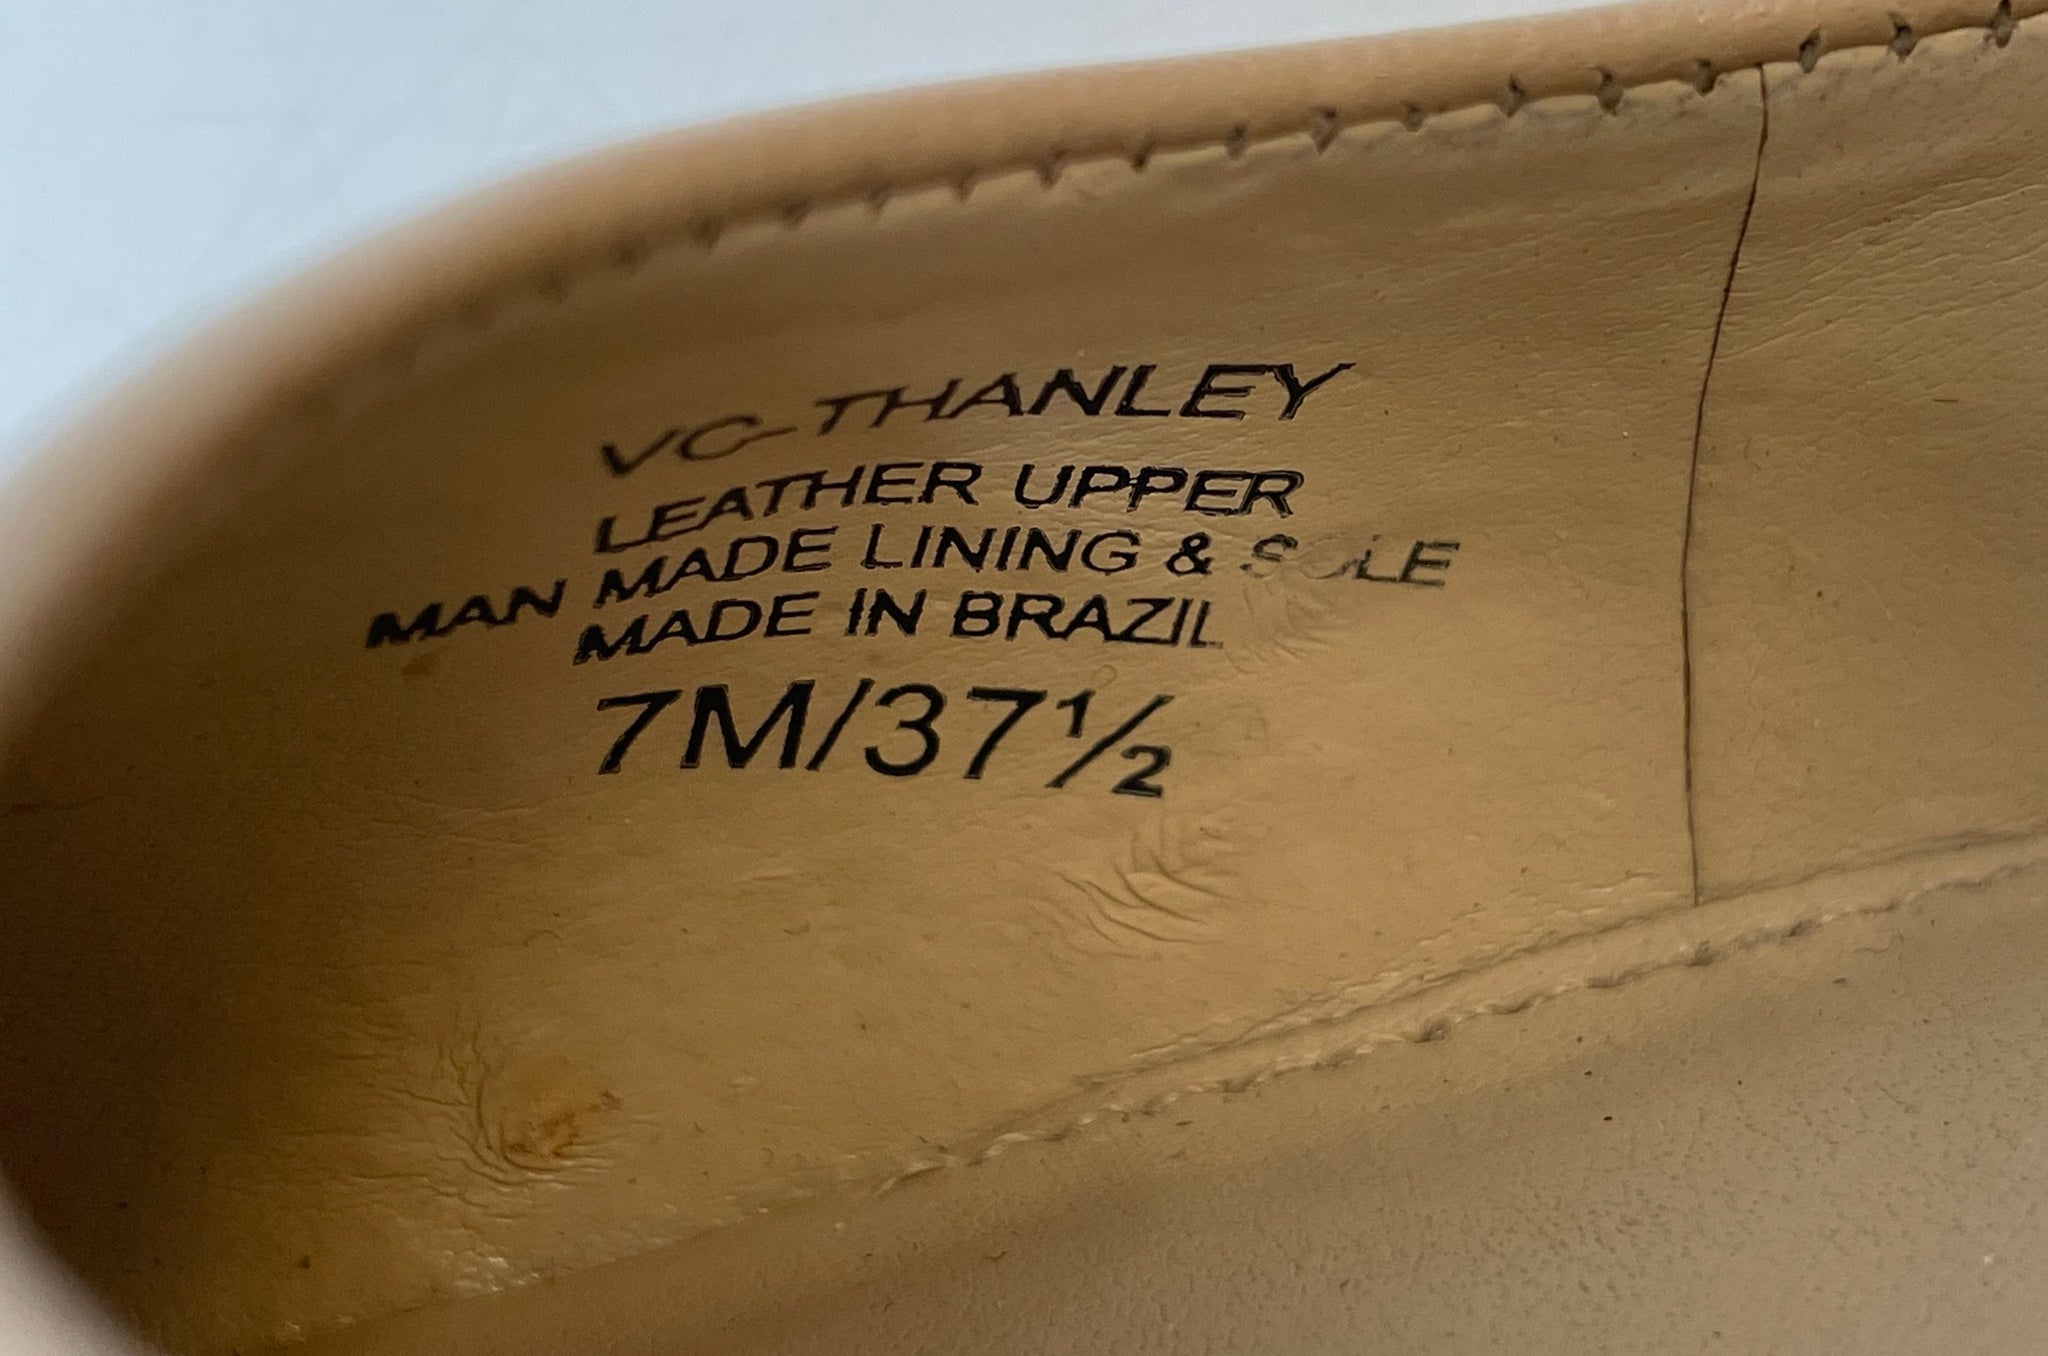 VC-THANLEY
LEATHER UPPER
MAN MADE LINING & SOLE
MADE IN BRAZIL
7M/37½